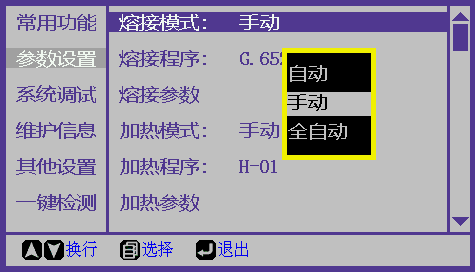 常用功能
参数设置
系统调试
维护信息
其他设置
一键检测
熔接模式: 手动
熔接程序: G.652
熔接参数
加热模式: 手动
加热程序: H-01
加热参数
自动
手动
全自动
换行 选择 退出